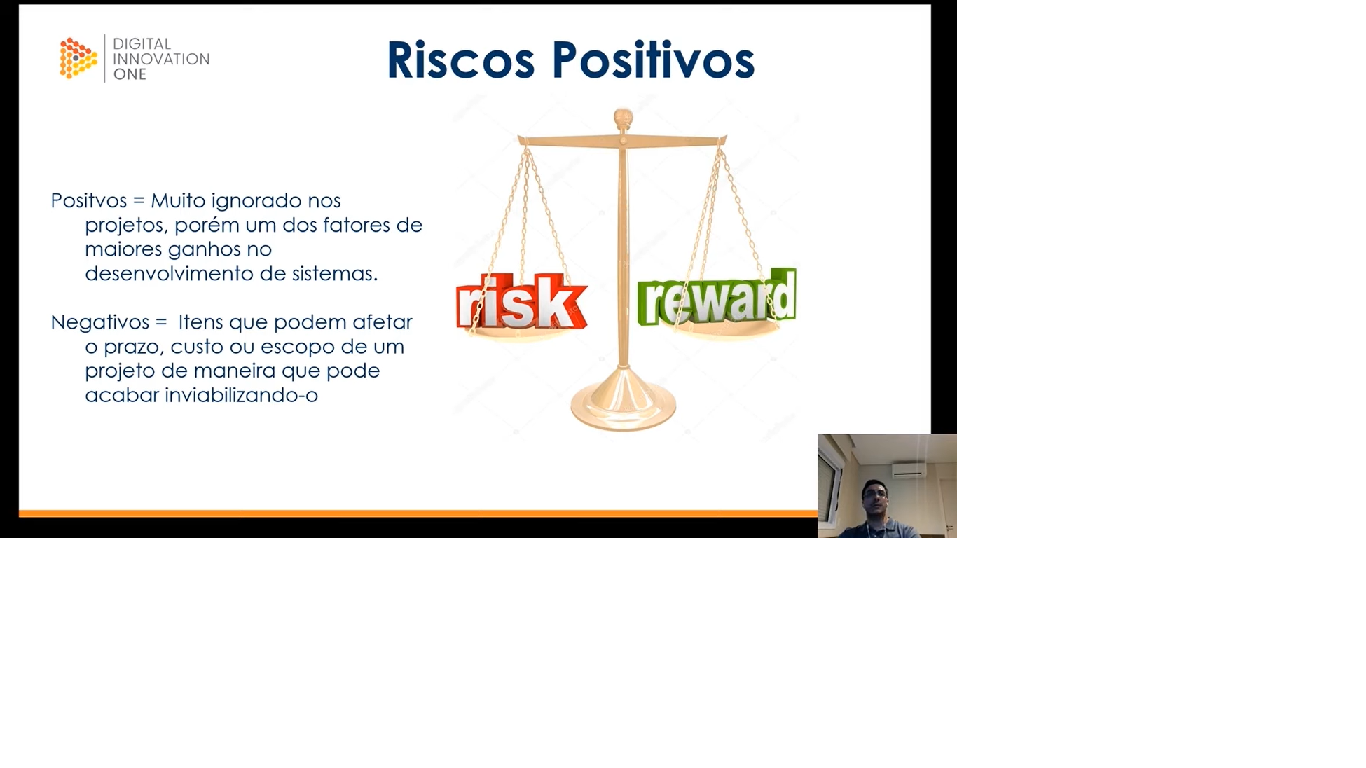 DIGITAL
INNOVATION
ONE
Riscos Positivos
Positvos = Muito ignorado nos
projetos, porém um dos fatores de
maiores ganhos no
desenvolvimento de sistemas.
Negativos =  Itens que podem afetar
o prazo, custo ou escopo de um
projeto de maneira que pode
acabar inviabilizando-o
risk
reward